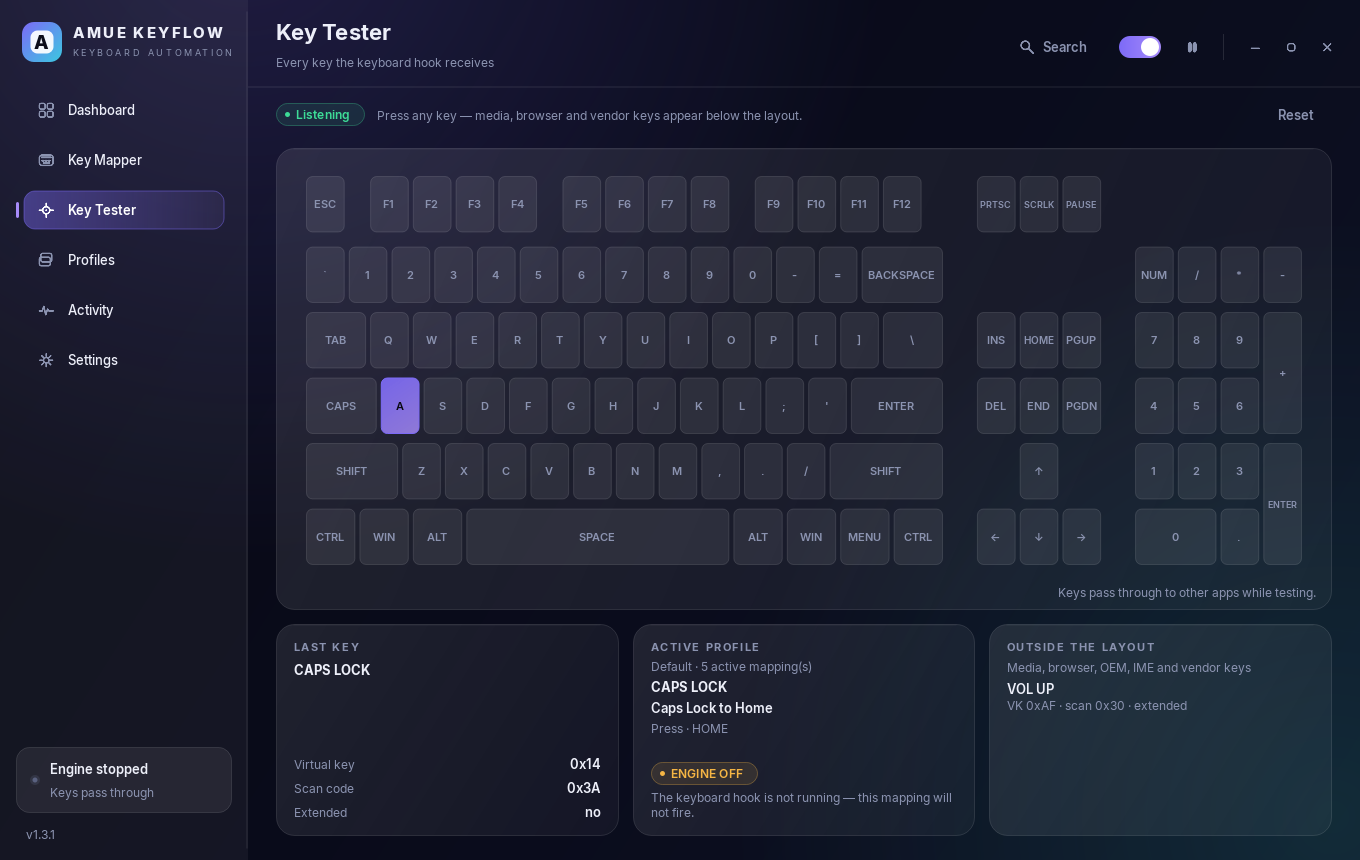 A
AMUE KEYFLOW
KEYBOARD AUTOMATION
Dashboard
Key Mapper
Key Tester
Profiles
Activity
Settings
Engine stopped
Keys pass through
v1.3.1
Key Tester
Every key the keyboard hook receives
Search
Listening
Press any key — media, browser and vendor keys appear below the layout.
Reset
ESC F1 F2 F3 F4 F5 F6 F7 F8 F9 F10 F11 F12 PRTSC SCRLK PAUSE
` 1 2 3 4 5 6 7 8 9 0 - = BACKSPACE NUM / * -
TAB Q W E R T Y U I O P [ ] \ INS HOME PGUP 7 8 9 +
CAPS A S D F G H J K L ; ' ENTER DEL END PGDN 4 5 6
SHIFT Z X C V B N M , . / SHIFT ↑ 1 2 3 ENTER
CTRL WIN ALT SPACE ALT WIN MENU CTRL ← ↓ → 0 .
Keys pass through to other apps while testing.
LAST KEY
CAPS LOCK
Virtual key 0x14
Scan code 0x3A
Extended no
ACTIVE PROFILE
Default · 5 active mapping(s)
CAPS LOCK
Caps Lock to Home
Press · HOME
ENGINE OFF
The keyboard hook is not running — this mapping will
not fire.
OUTSIDE THE LAYOUT
Media, browser, OEM, IME and vendor keys
VOL UP
VK 0xAF · scan 0x30 · extended